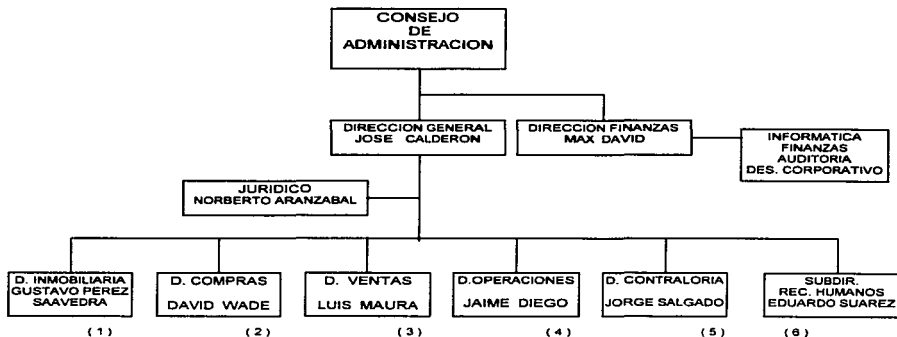 CONSEJO
DE
ADMINISTRACION
DIRECCION GENERAL
JOSE CALDERON
DIRECCION FINANZAS
MAX DAVID
INFORMATICA
FINANZAS
AUDITORIA
DES. CORPORATIVO
JURIDICO
NORBERTO ARANZABAL
D. INMOBILIARIA
GUSTAVO PEREZ
SAAVEDRA
D. COMPRAS
DAVID WADE
D. VENTAS
LUIS MAURA
D.OPERACIONES
JAIME DIEGO
D. CONTRALORIA
JORGE SALGADO
SUBDIR.
REC. HUMANOS
EDUARDO SUAREZ
(1) (2) (3) (4) (5) (6)